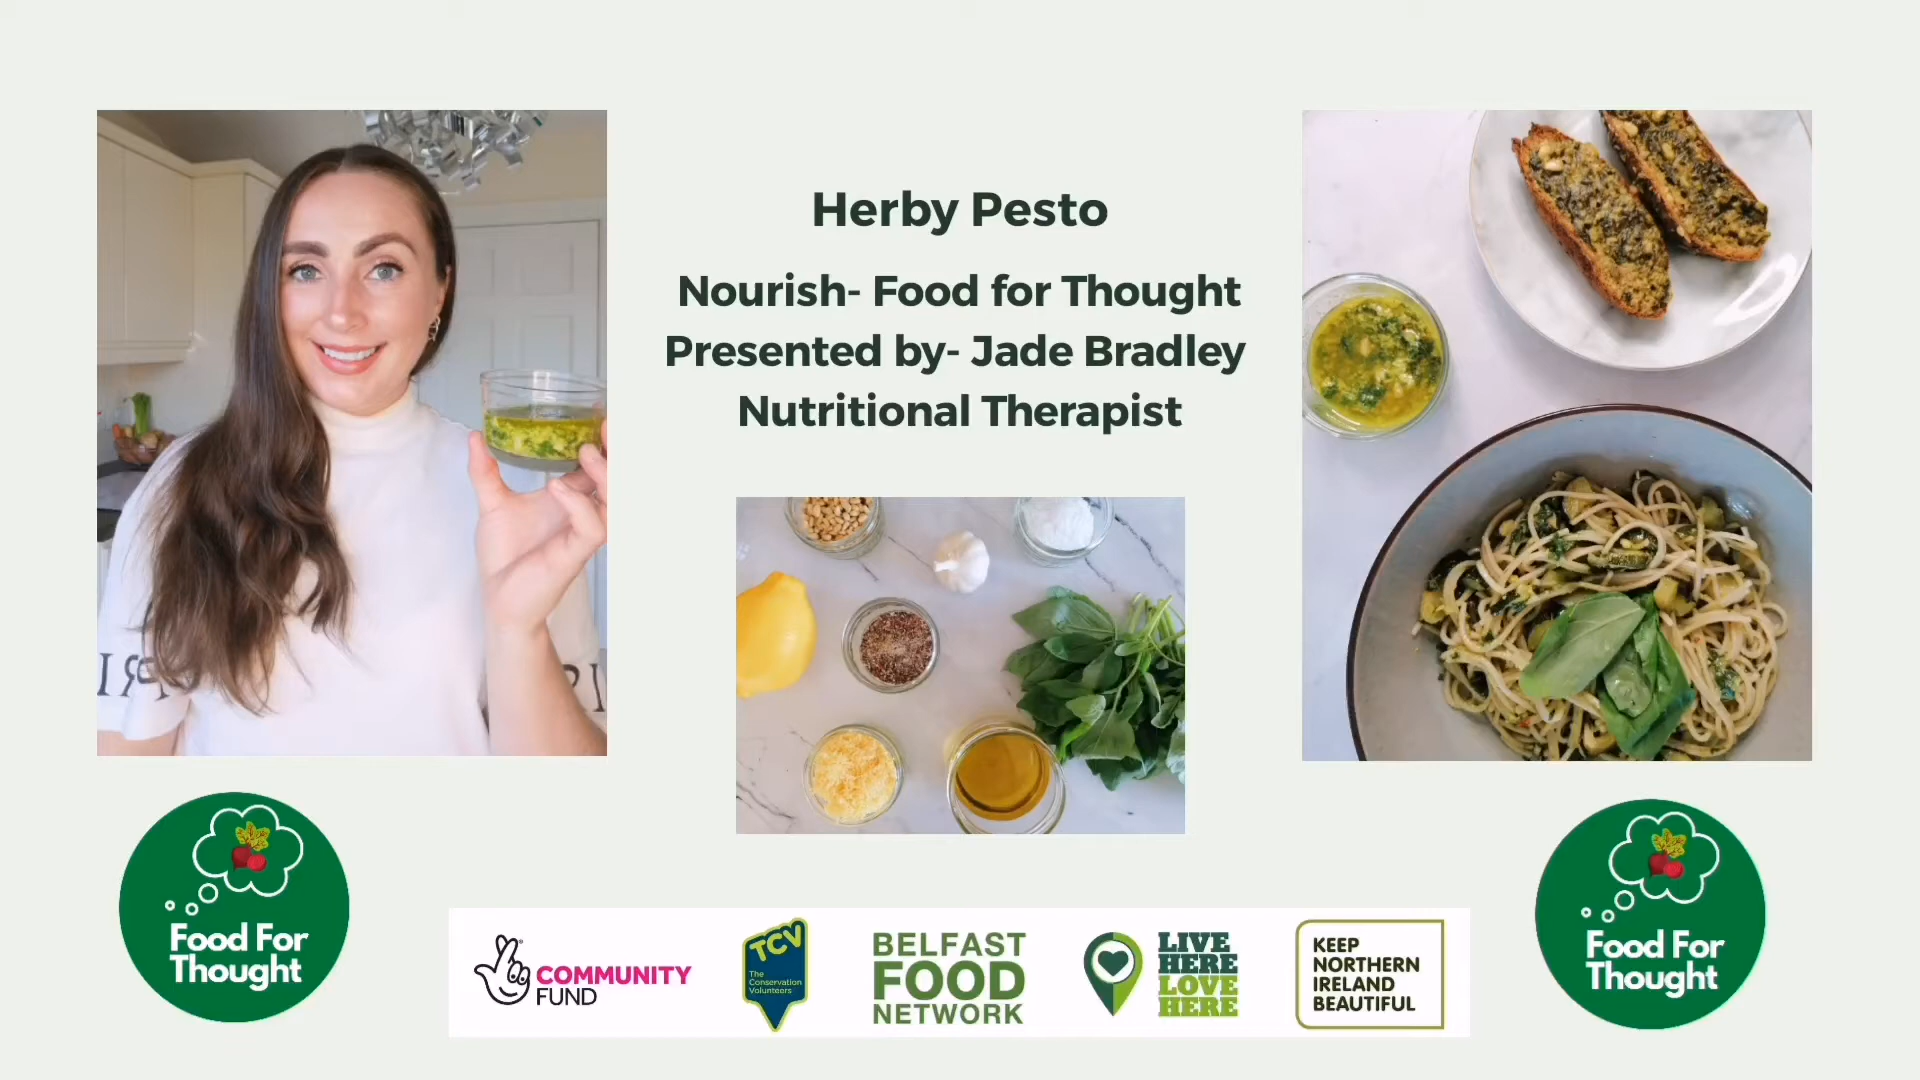 Herby Pesto
Nourish- Food for Thought
Presented by- Jade Bradley
Nutritional Therapist
Food For
Thought
COMMUNITY
FUND
TCV
The
Conservation
Volunteers
BELFAST
FOOD
NETWORK
LIVE
HERE
LOVE
HERE
KEEP
NORTHERN
IRELAND
BEAUTIFUL
Food For
Thought